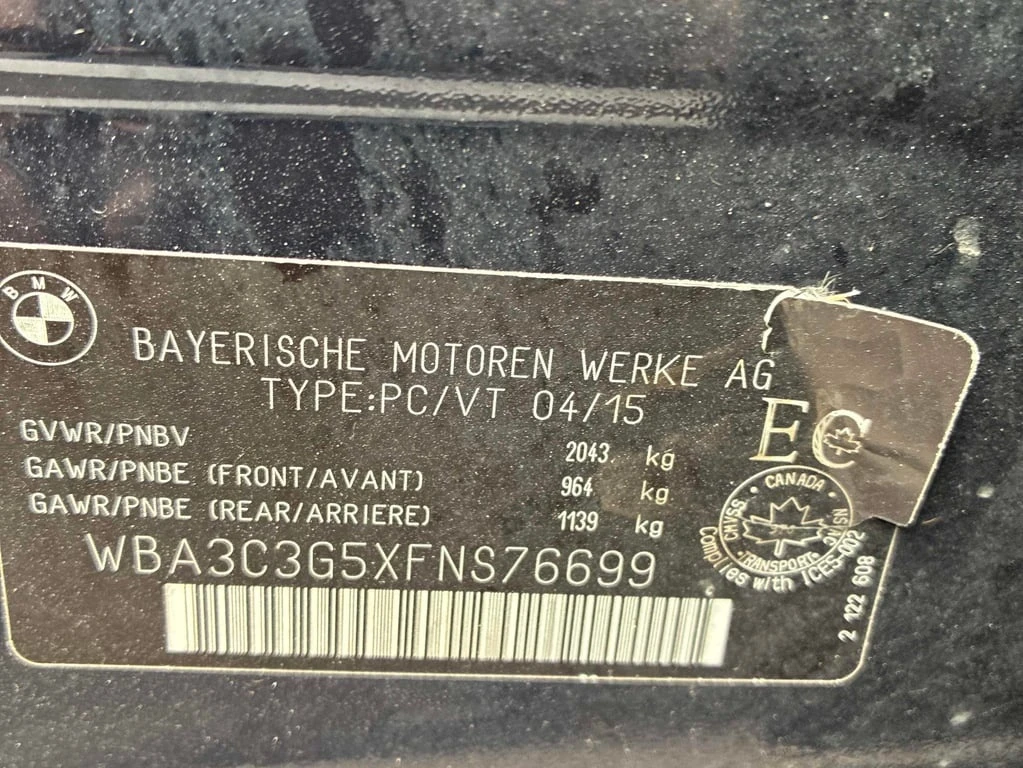 BMW
BAYERISCHE MOTOREN WERKE AG
TYPE:PC/VT 04/15
GVWR/PNBV 2043 kg
GAWR/PNBE (FRONT/AVANT) 964 kg
GAWR/PNBE (REAR/ARRIERE) 1139 kg
WBA3C3G5XFNS76699
EC
CANADA
CMVSS
NSVAC
TRANSPORT
Complies with ICES-002
2 122 608